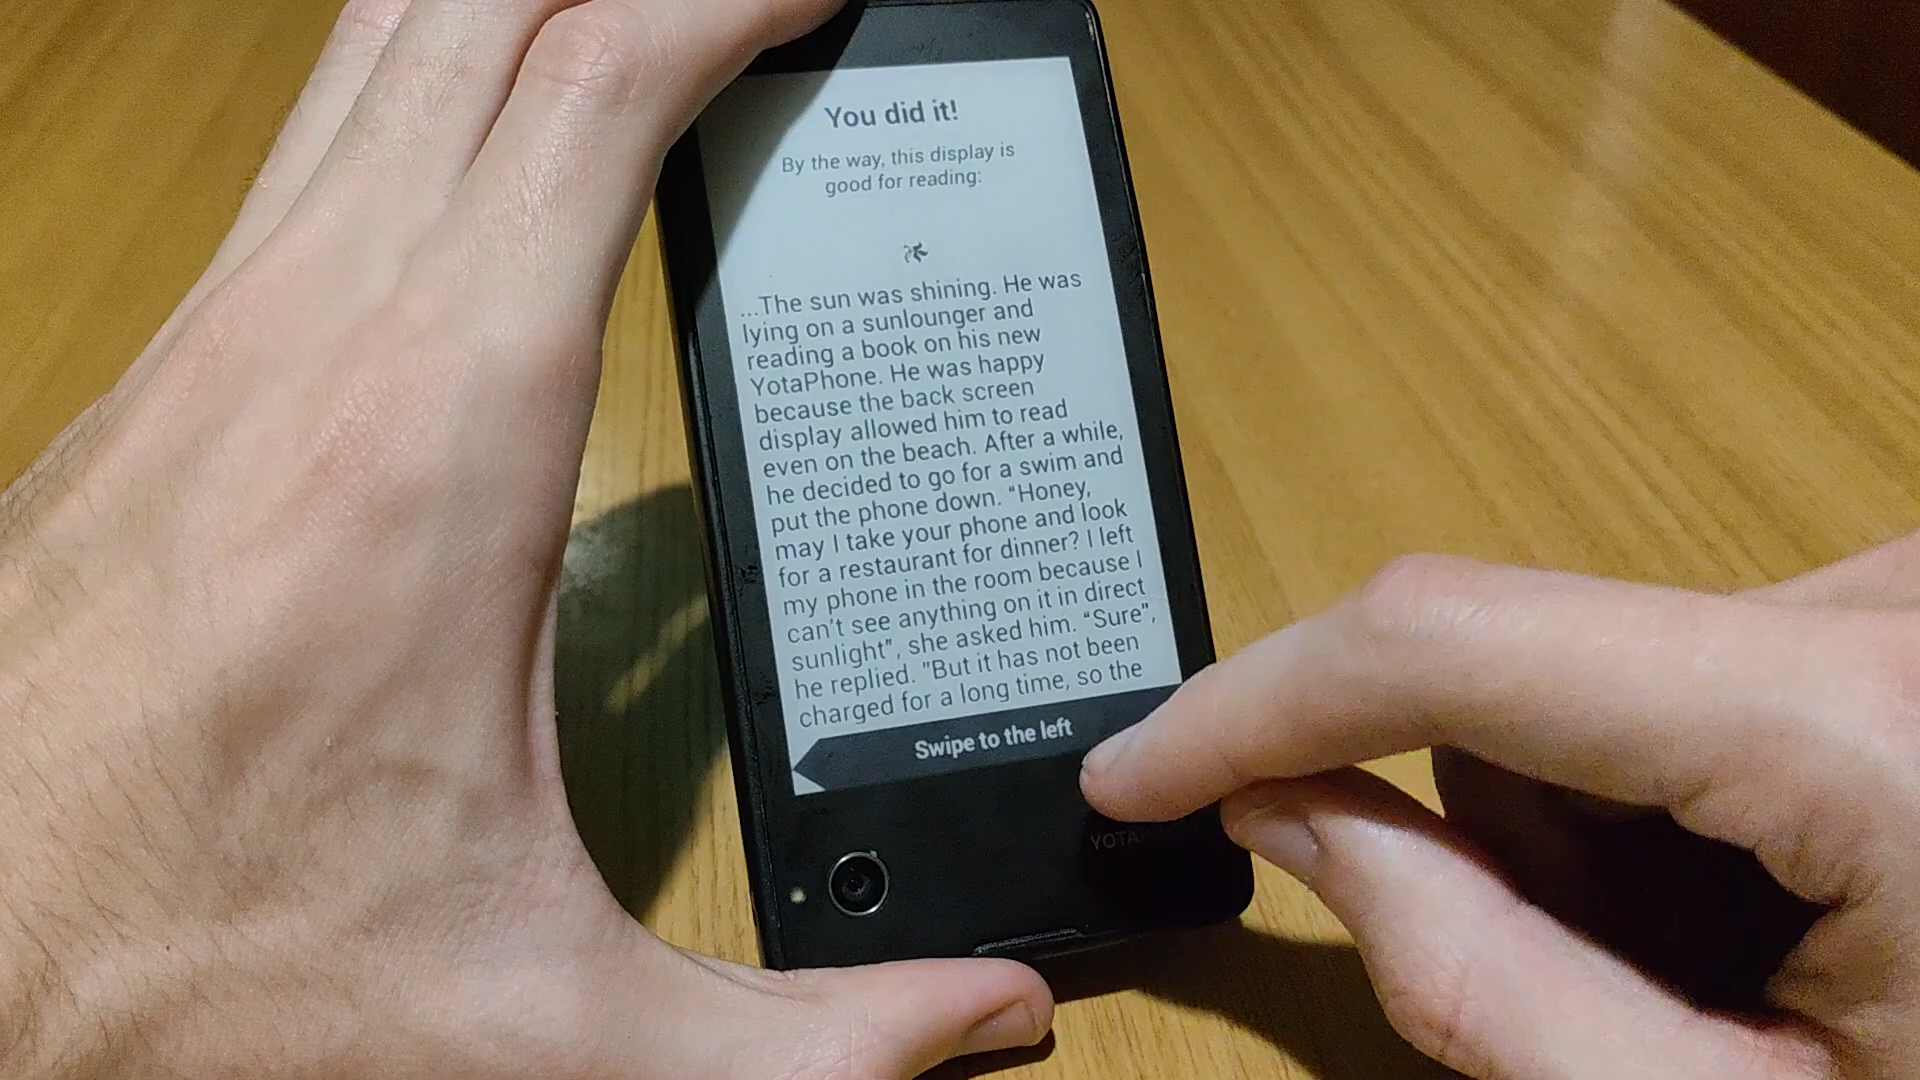 You did it!
By the way, this display is
good for reading:
...The sun was shining. He was
lying on a sunlounger and
reading a book on his new
YotaPhone. He was happy
because the back screen
display allowed him to read
even on the beach. After a while,
he decided to go for a swim and
put the phone down. “Honey,
may I take your phone and look
for a restaurant for dinner? I left
my phone in the room because I
can't see anything on it in direct
sunlight”, she asked him. “Sure”,
he replied. "But it has not been
charged for a long time, so the
Swipe to the left
YOTA